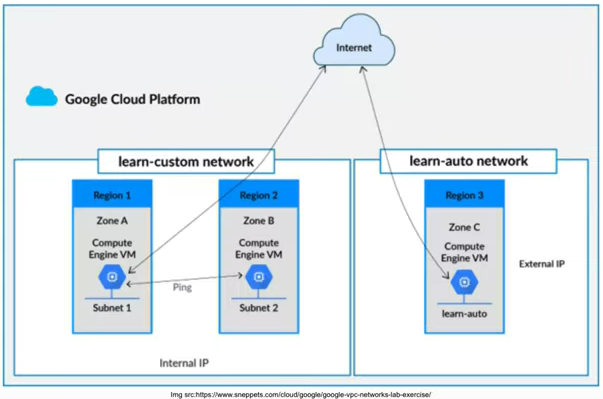 Internet
Google Cloud Platform
learn-custom network
learn-auto network
Region 1
Region 2
Region 3
Zone A
Zone B
Zone C
Compute
Engine VM
Compute
Engine VM
Compute
Engine VM
External IP
Ping
Subnet 1
Subnet 2
learn-auto
Internal IP
Img src:https://www.sneppets.com/cloud/google/google-vpc-networks-lab-exercise/